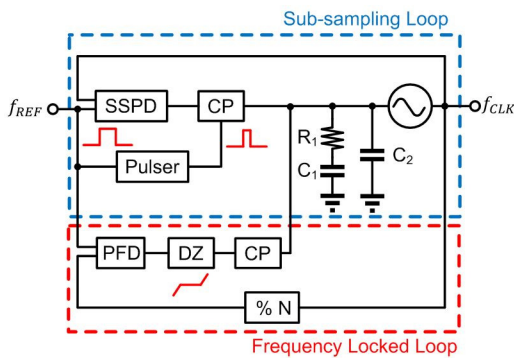 Sub-sampling Loop
f_REF
SSPD
CP
f_CLK
Pulser
R1
C1
C2
PFD
DZ
CP
% N
Frequency Locked Loop